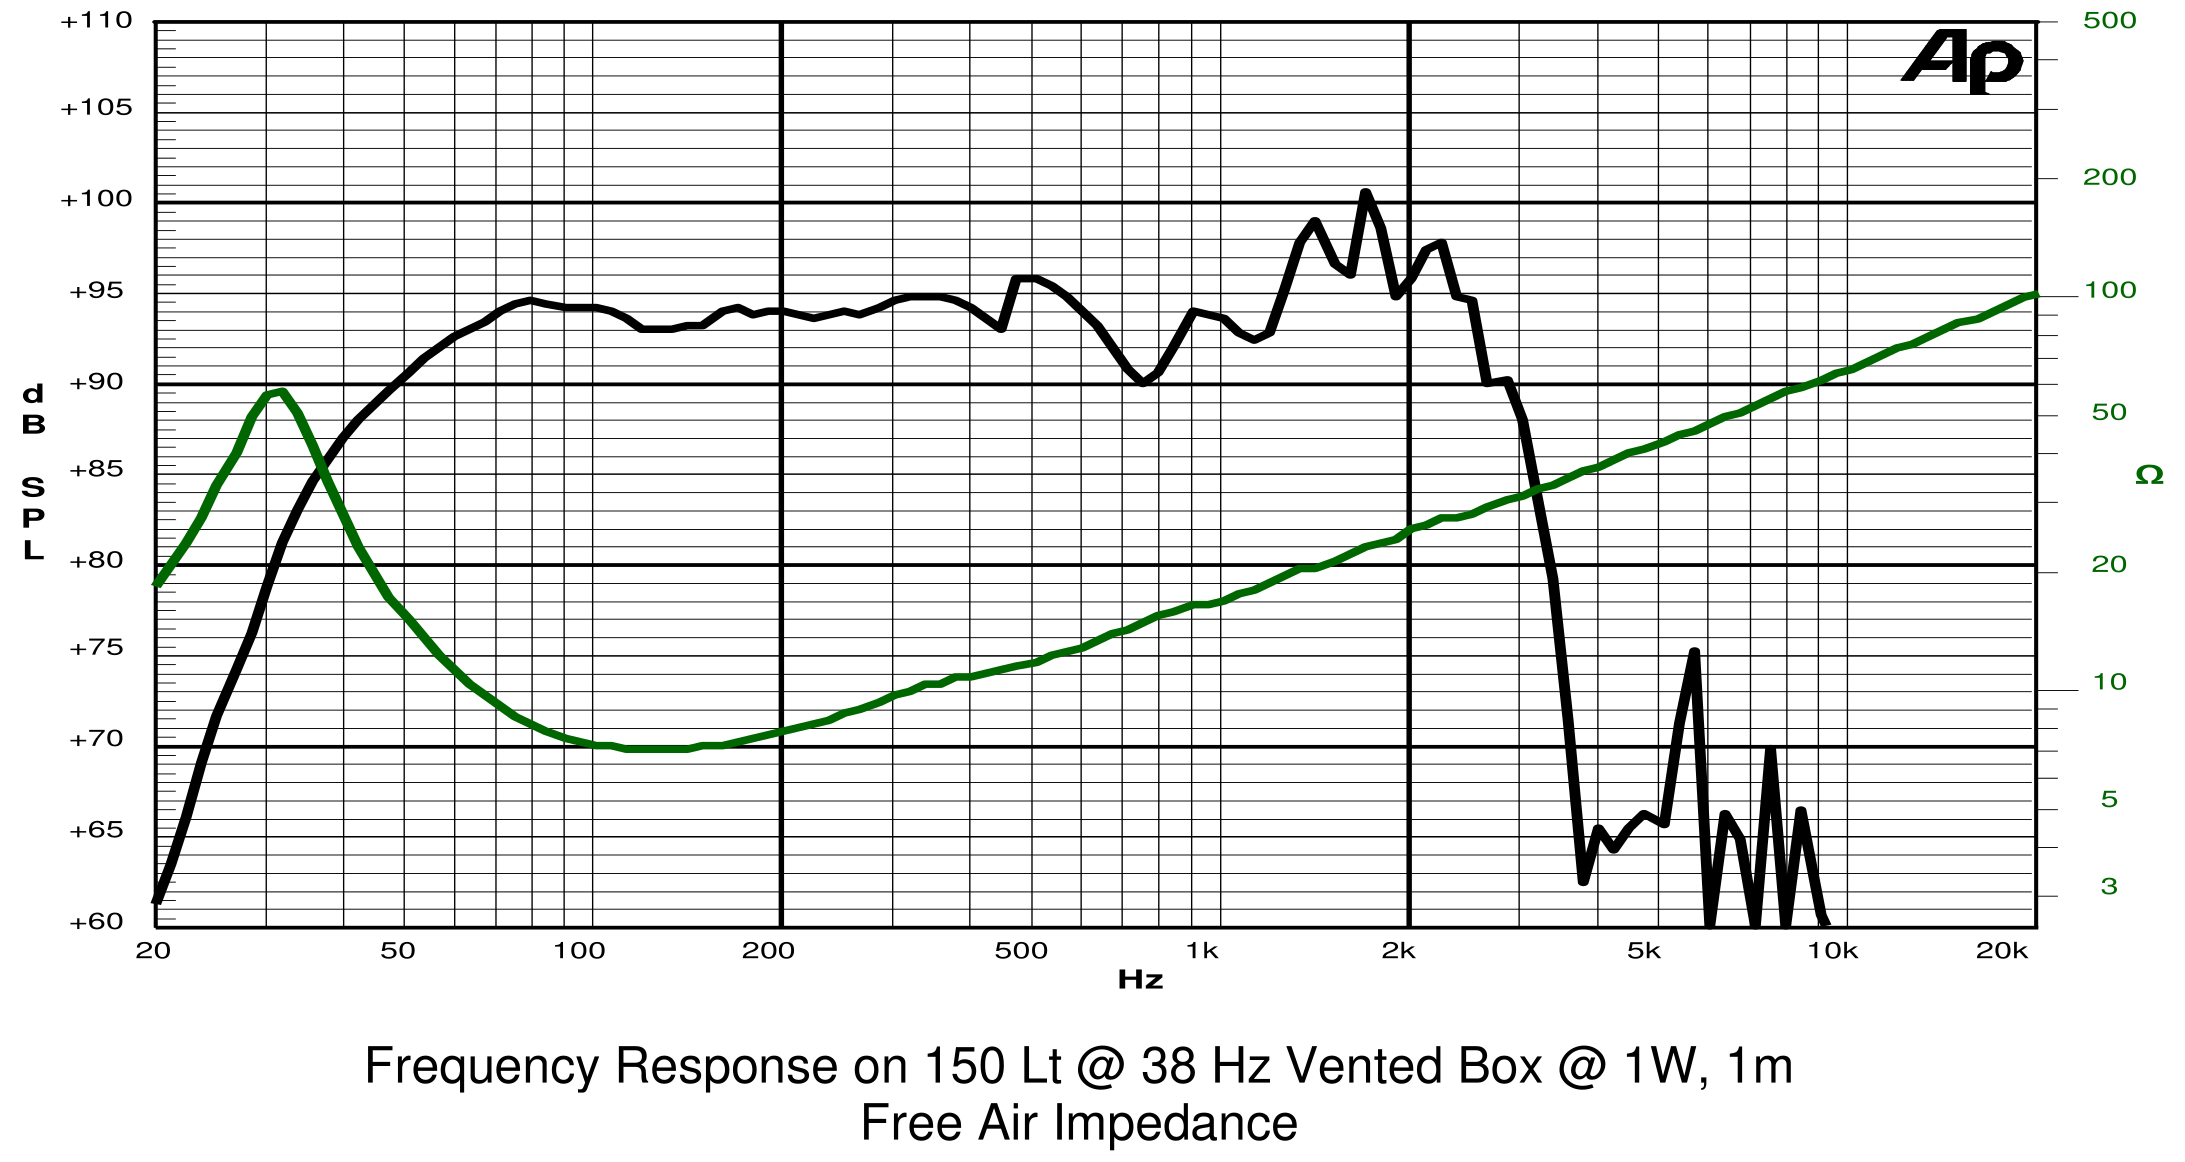 +110
+105
+100
+95
+90
+85
+80
+75
+70
+65
+60
d
B
S
P
L
Ap
500
200
100
50
Ω
20
10
5
3
20 50 100 200 500 1k 2k 5k 10k 20k
Hz
Frequency Response on 150 Lt @ 38 Hz Vented Box @ 1W, 1m
Free Air Impedance